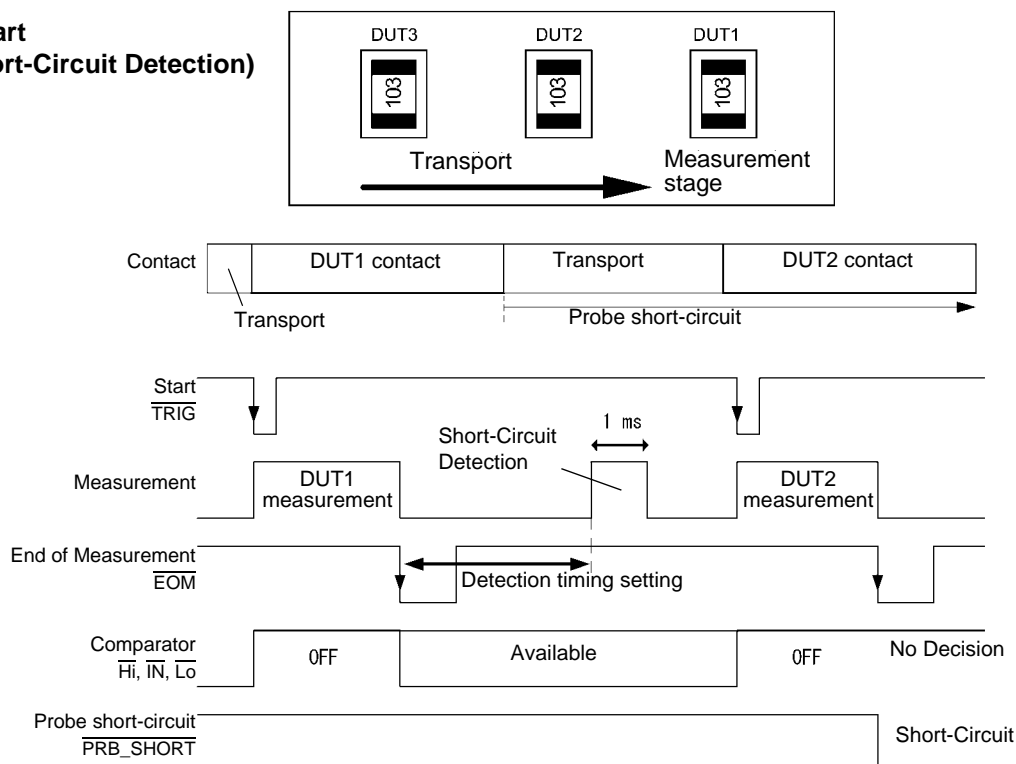 art
ort-Circuit Detection)
DUT3 DUT2 DUT1
103 103 103
Transport
Measurement
stage
Contact DUT1 contact Transport DUT2 contact
Transport
Probe short-circuit
Start
TRIG
1 ms
Short-Circuit
Detection
Measurement
DUT1
measurement
DUT2
measurement
End of Measurement
EOM
Detection timing setting
Comparator
Hi, IN, Lo
OFF Available OFF No Decision
Probe short-circuit
PRB_SHORT
Short-Circuit